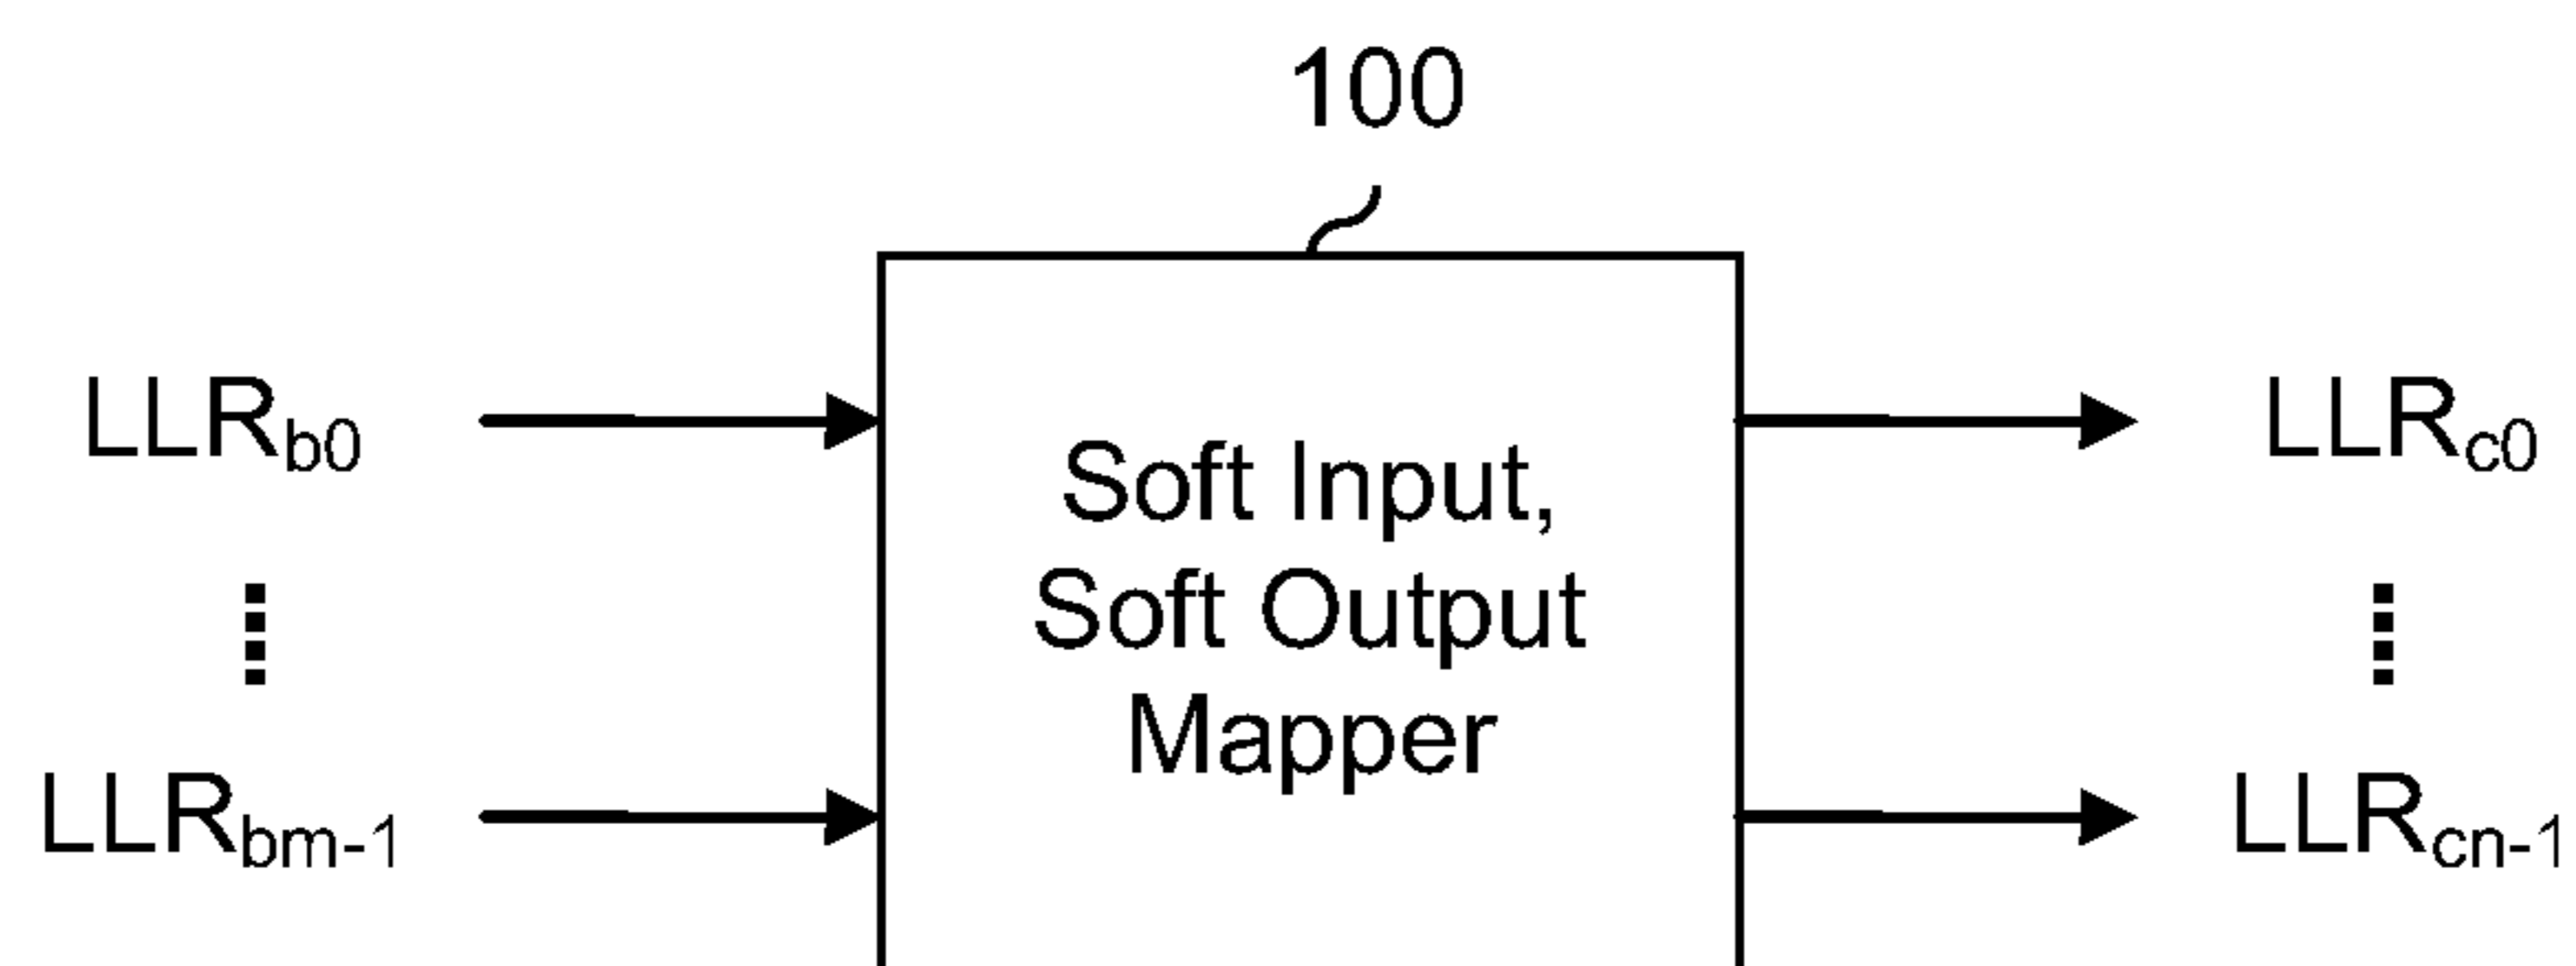 100
LLRb0
Soft Input,
Soft Output
Mapper
LLRc0
LLRbm-1
LLRcn-1